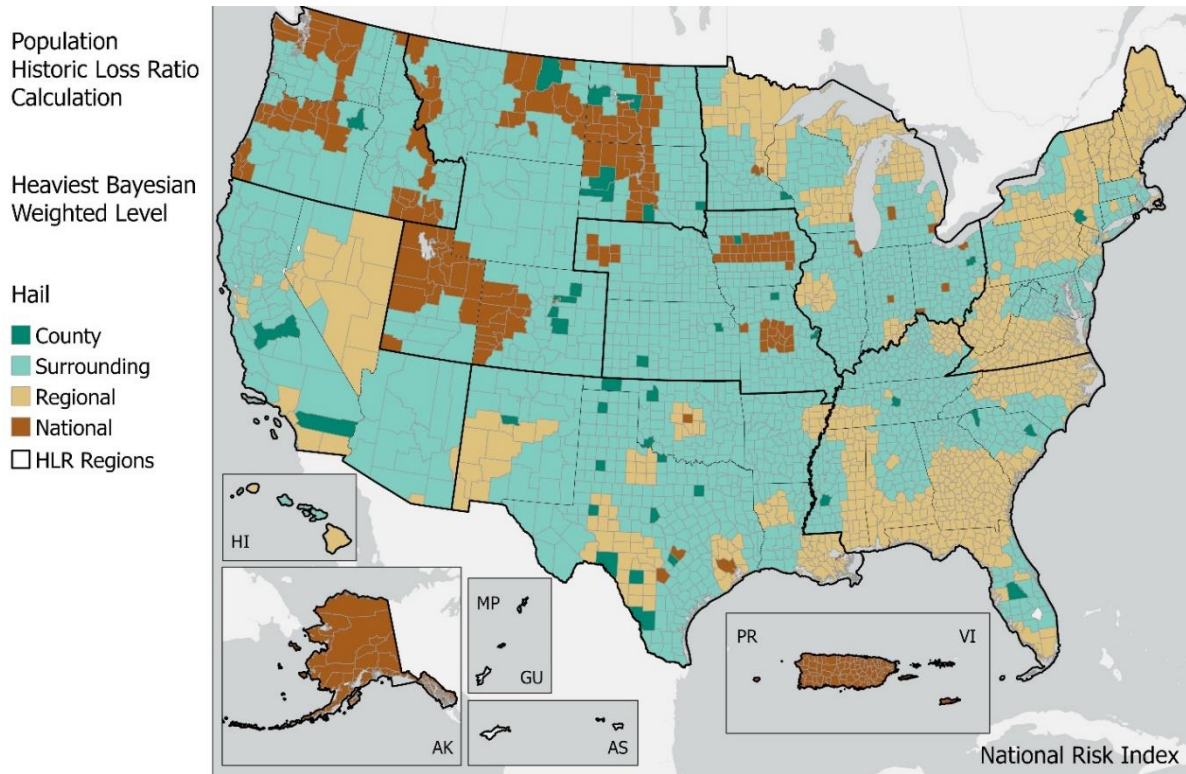 Population
Historic Loss Ratio
Calculation
Heaviest Bayesian
Weighted Level
Hail
County
Surrounding
Regional
National
HLR Regions
HI
AK
MP
GU
AS
PR
VI
National Risk Index